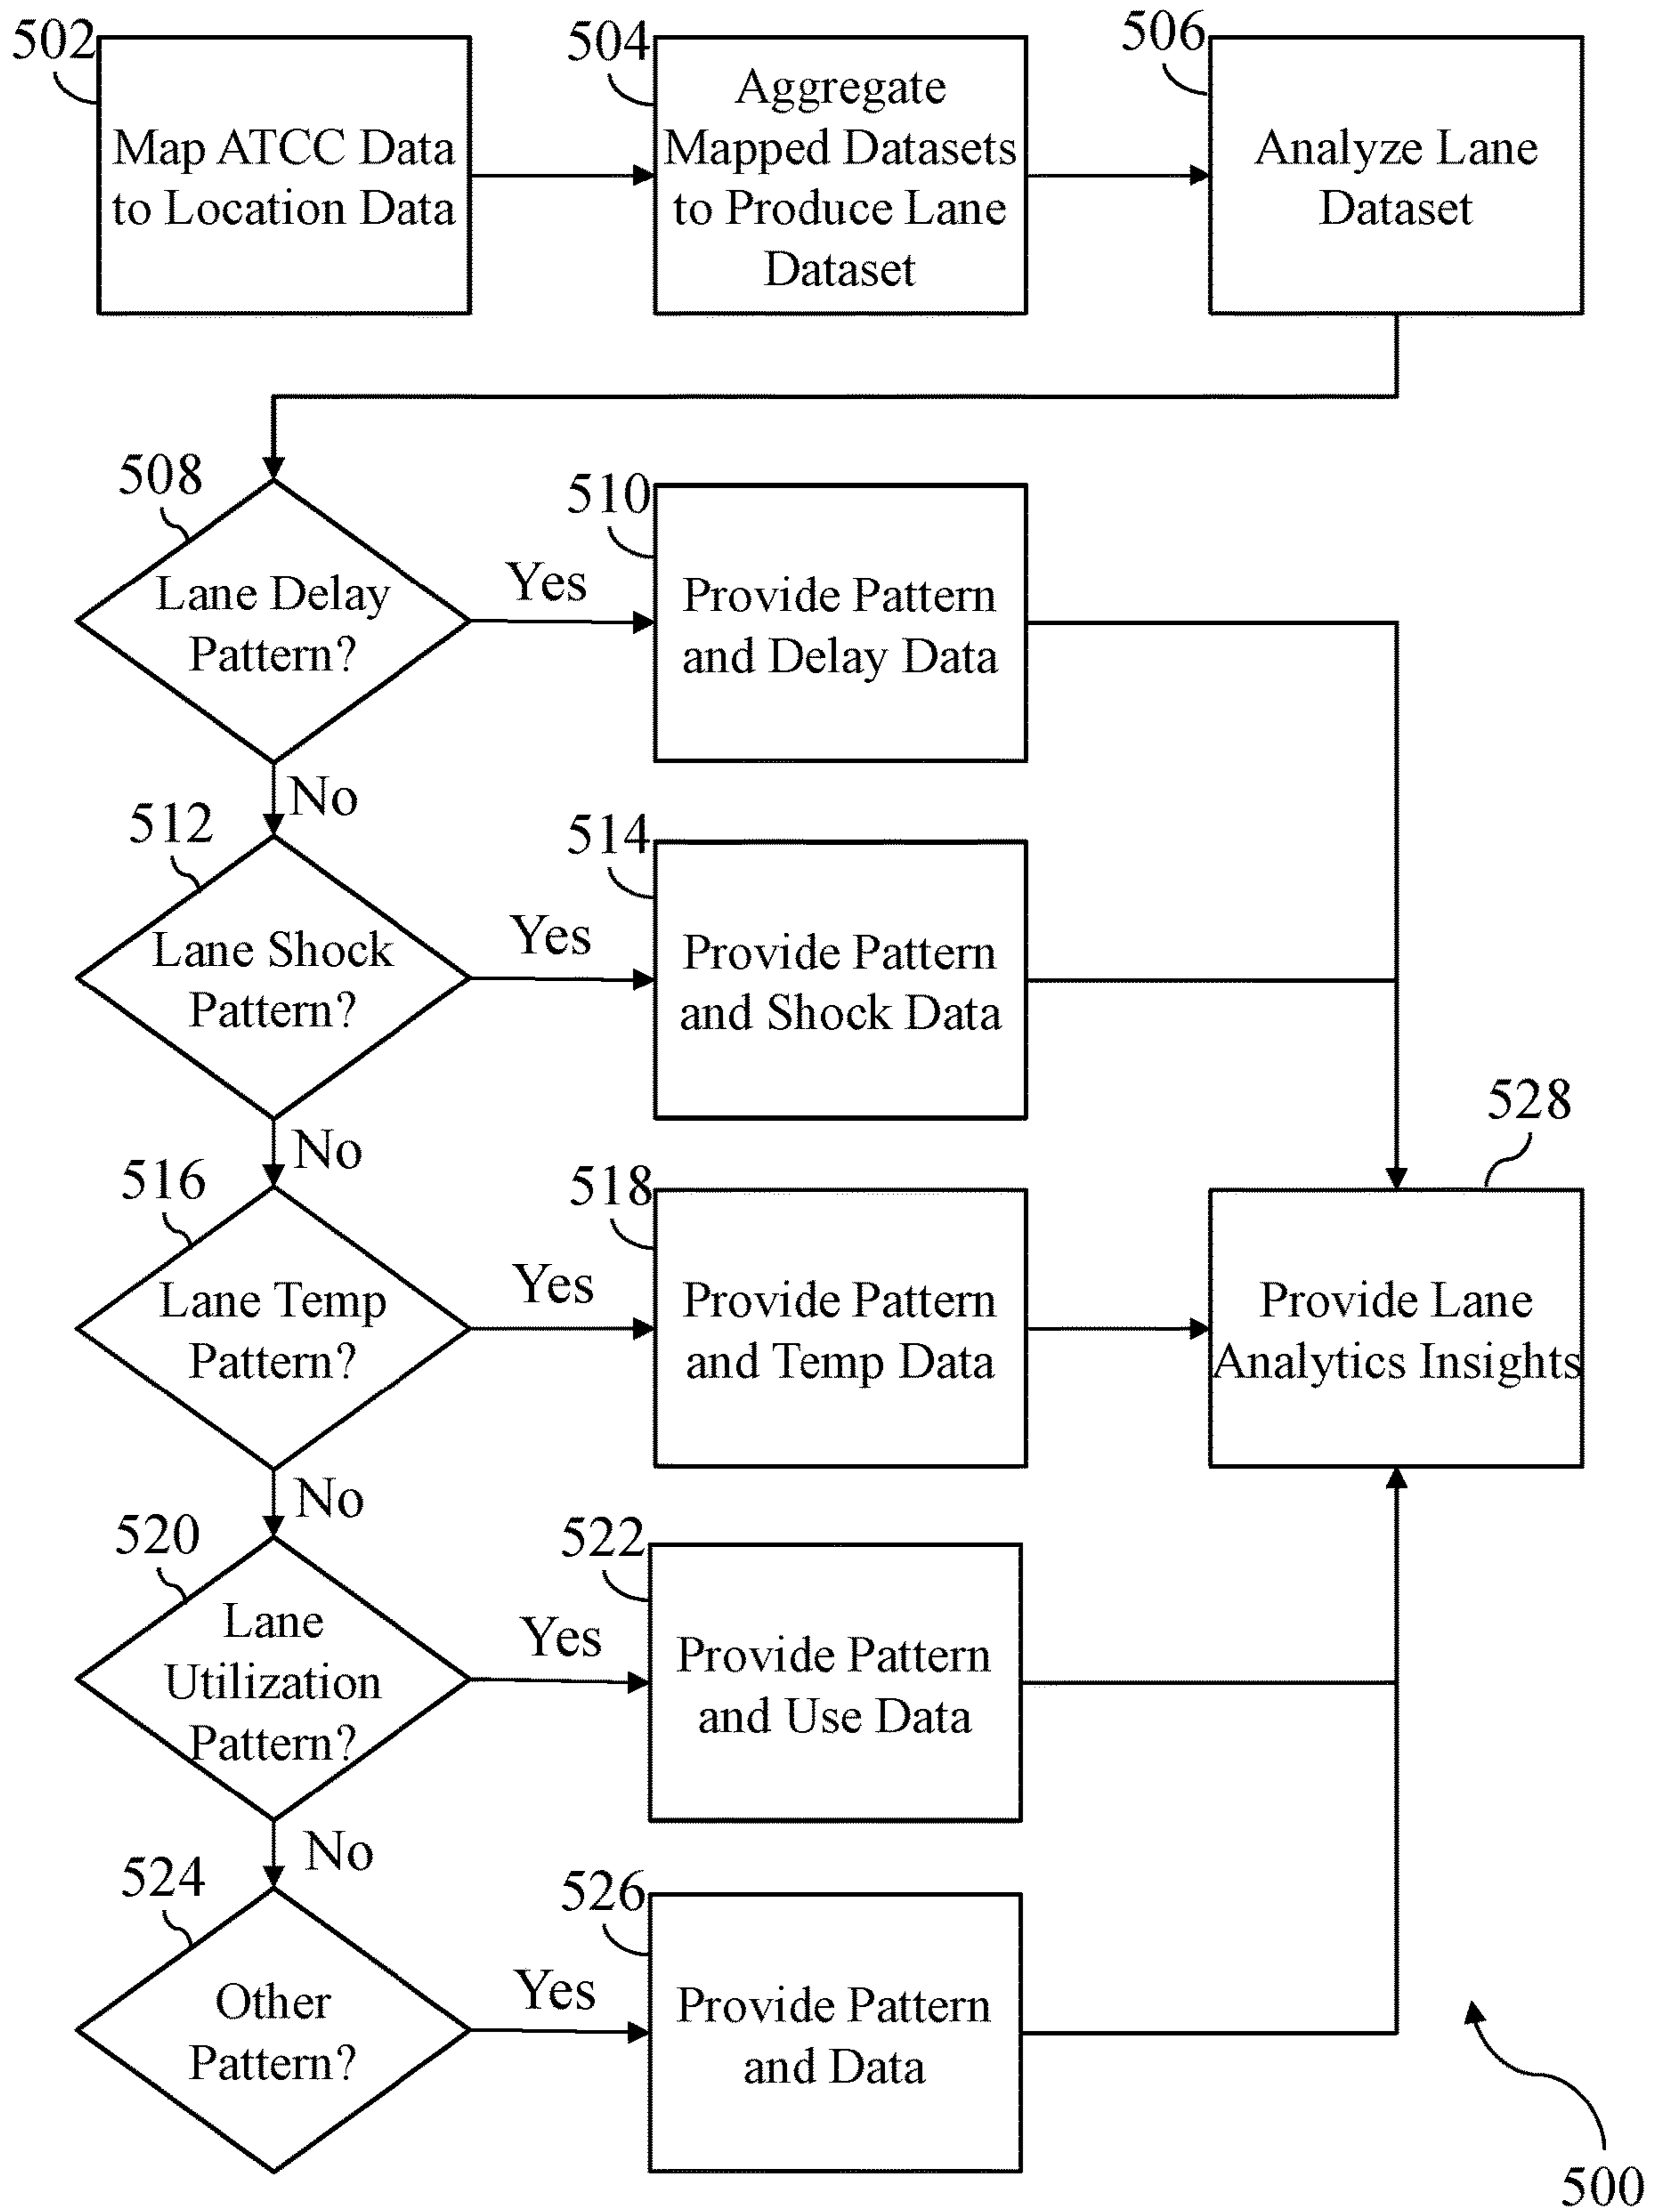 502
Map ATCC Data
to Location Data
504
Aggregate
Mapped Datasets
to Produce Lane
Dataset
506
Analyze Lane
Dataset
508
Lane Delay
Pattern?
Yes
No
510
Provide Pattern
and Delay Data
512
Lane Shock
Pattern?
Yes
No
514
Provide Pattern
and Shock Data
516
Lane Temp
Pattern?
Yes
No
518
Provide Pattern
and Temp Data
528
Provide Lane
Analytics Insights
520
Lane
Utilization
Pattern?
Yes
No
522
Provide Pattern
and Use Data
524
Other
Pattern?
Yes
526
Provide Pattern
and Data
500